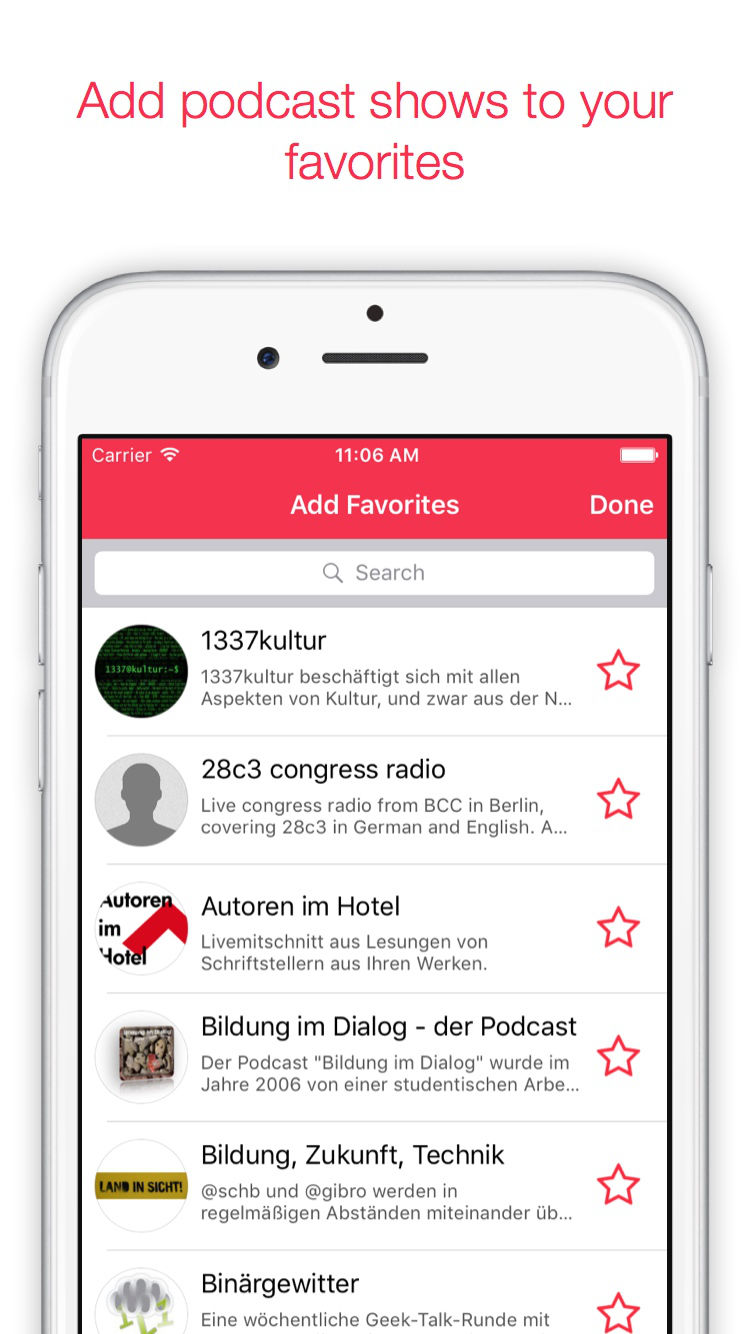 Add podcast shows to your
favorites
Carrier
11:06 AM
Add Favorites
Done
Search
1337@kultur:~$
1337kultur
1337kultur beschäftigt sich mit allen
Aspekten von Kultur, und zwar aus der N...
28c3 congress radio
Live congress radio from BCC in Berlin,
covering 28c3 in German and English. A...
Autoren
im
Hotel
Autoren im Hotel
Livemitschnitt aus Lesungen von
Schriftstellern aus Ihren Werken.
Bildung im Dialog - der Podcast
Der Podcast "Bildung im Dialog" wurde im
Jahre 2006 von einer studentischen Arbe...
LAND IN SICHT!
Bildung, Zukunft, Technik
@schb und @gibro werden in
regelmäßigen Abständen miteinander üb...
Binärgewitter
Eine wöchentliche Geek-Talk-Runde mit